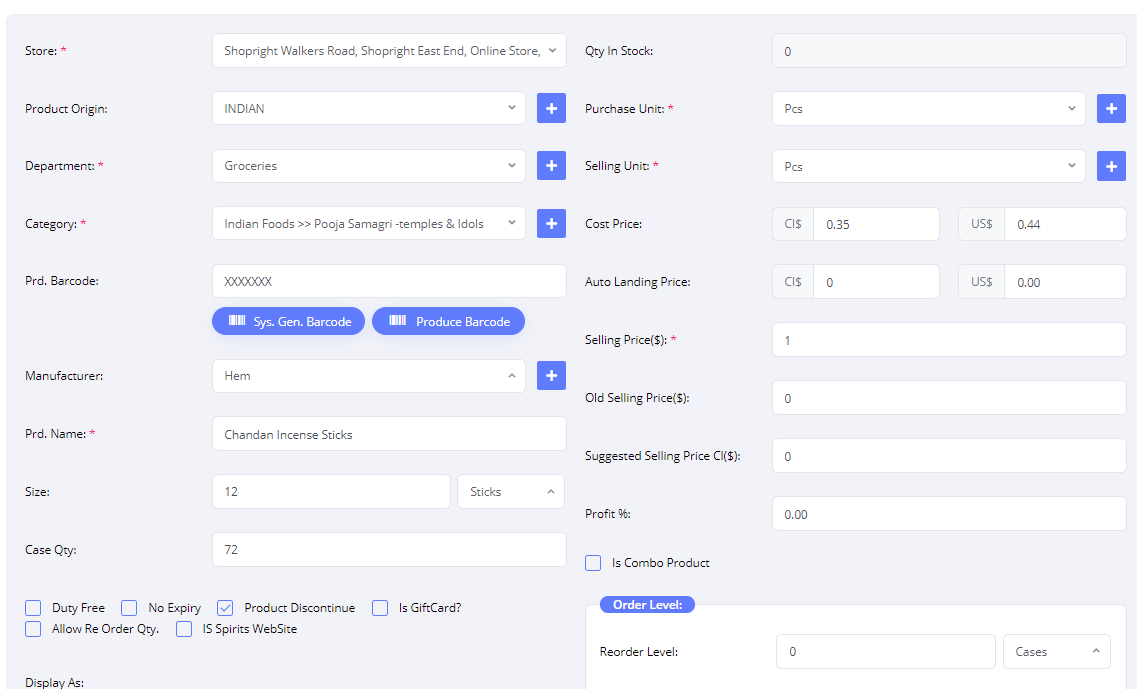 Store: *
Shopright Walkers Road, Shopright East End, Online Store,
Product Origin:
INDIAN
+
Department: *
Groceries
+
Category: *
Indian Foods >> Pooja Samagri -temples & Idols
+
Prd. Barcode:
XXXXXXX
Sys. Gen. Barcode
Produce Barcode
Manufacturer:
Hem
+
Prd. Name: *
Chandan Incense Sticks
Size:
12
Sticks
Case Qty:
72
Duty Free
No Expiry
Product Discontinue
Is GiftCard?
Allow Re Order Qty.
IS Spirits WebSite
Display As:
Qty In Stock:
0
Purchase Unit: *
Pcs
+
Selling Unit: *
Pcs
+
Cost Price:
CI$
0.35
US$
0.44
Auto Landing Price:
CI$
0
US$
0.00
Selling Price($): *
1
Old Selling Price($):
0
Suggested Selling Price CI($):
0
Profit %:
0.00
Is Combo Product
Order Level:
Reorder Level:
0
Cases